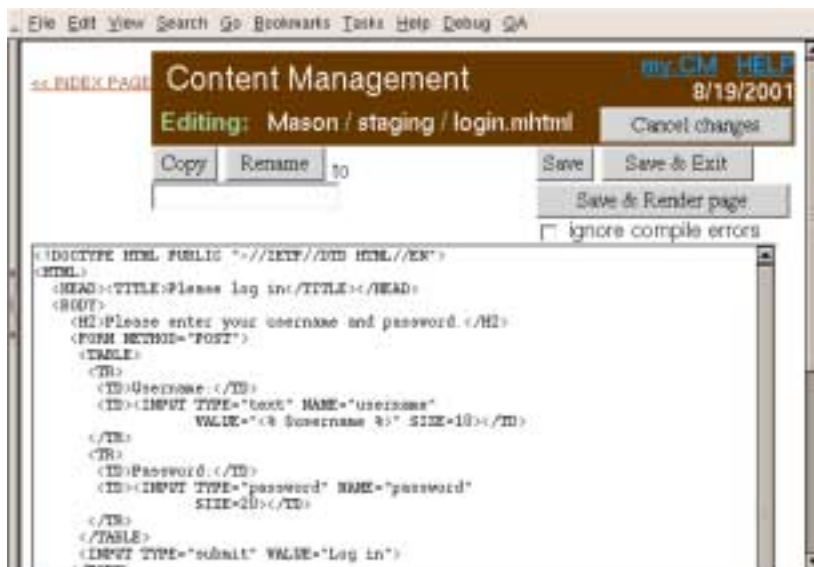 File Edit View Search Go Bookmarks Tasks Help Debug QA
<< INDEX PAGE
Content Management
my CM HELP
8/19/2001
Editing: Mason / staging / login.mhtml
Cancel changes
Copy Rename to
Save Save & Exit
Save & Render page
ignore compile errors
<!DOCTYPE HTML PUBLIC "-//IETF//DTD HTML//EN">
<HTML>
<HEAD><TITLE>Please log in</TITLE></HEAD>
<BODY>
<H2>Please enter your username and password.</H2>
<FORM METHOD="POST">
<TABLE>
<TR>
<TD>Username:</TD>
<TD><INPUT TYPE="text" NAME="username"
VALUE="<% $username %>" SIZE=10></TD>
</TR>
<TR>
<TD>Password:</TD>
<TD><INPUT TYPE="password" NAME="password"
SIZE=20></TD>
</TR>
</TABLE>
<INPUT TYPE="submit" VALUE="Log in">